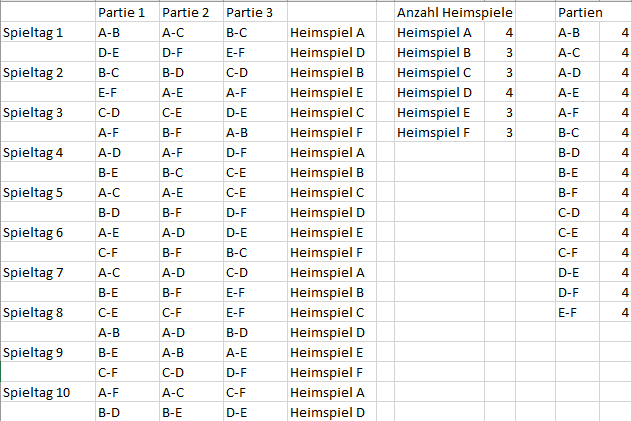 Partie 1 Partie 2 Partie 3 Anzahl Heimspiele Partien
Spieltag 1 A-B A-C B-C Heimspiel A Heimspiel A 4 A-B 4
D-E D-F E-F Heimspiel D Heimspiel B 3 A-C 4
Spieltag 2 B-C B-D C-D Heimspiel B Heimspiel C 3 A-D 4
E-F A-E A-F Heimspiel E Heimspiel D 4 A-E 4
Spieltag 3 C-D C-E D-E Heimspiel C Heimspiel E 3 A-F 4
A-F B-F A-B Heimspiel F Heimspiel F 3 B-C 4
Spieltag 4 A-D A-F D-F Heimspiel A B-D 4
B-E B-C C-E Heimspiel B B-E 4
Spieltag 5 A-C A-E C-E Heimspiel C B-F 4
B-D B-F D-F Heimspiel D C-D 4
Spieltag 6 A-E A-D D-E Heimspiel E C-E 4
C-F B-F B-C Heimspiel F C-F 4
Spieltag 7 A-C A-D C-D Heimspiel A D-E 4
B-E B-F E-F Heimspiel B D-F 4
Spieltag 8 C-E C-F E-F Heimspiel C E-F 4
A-B A-D B-D Heimspiel D
Spieltag 9 B-E A-B A-E Heimspiel E
C-F C-D D-F Heimspiel F
Spieltag 10 A-F A-C C-F Heimspiel A
B-D B-E D-E Heimspiel D